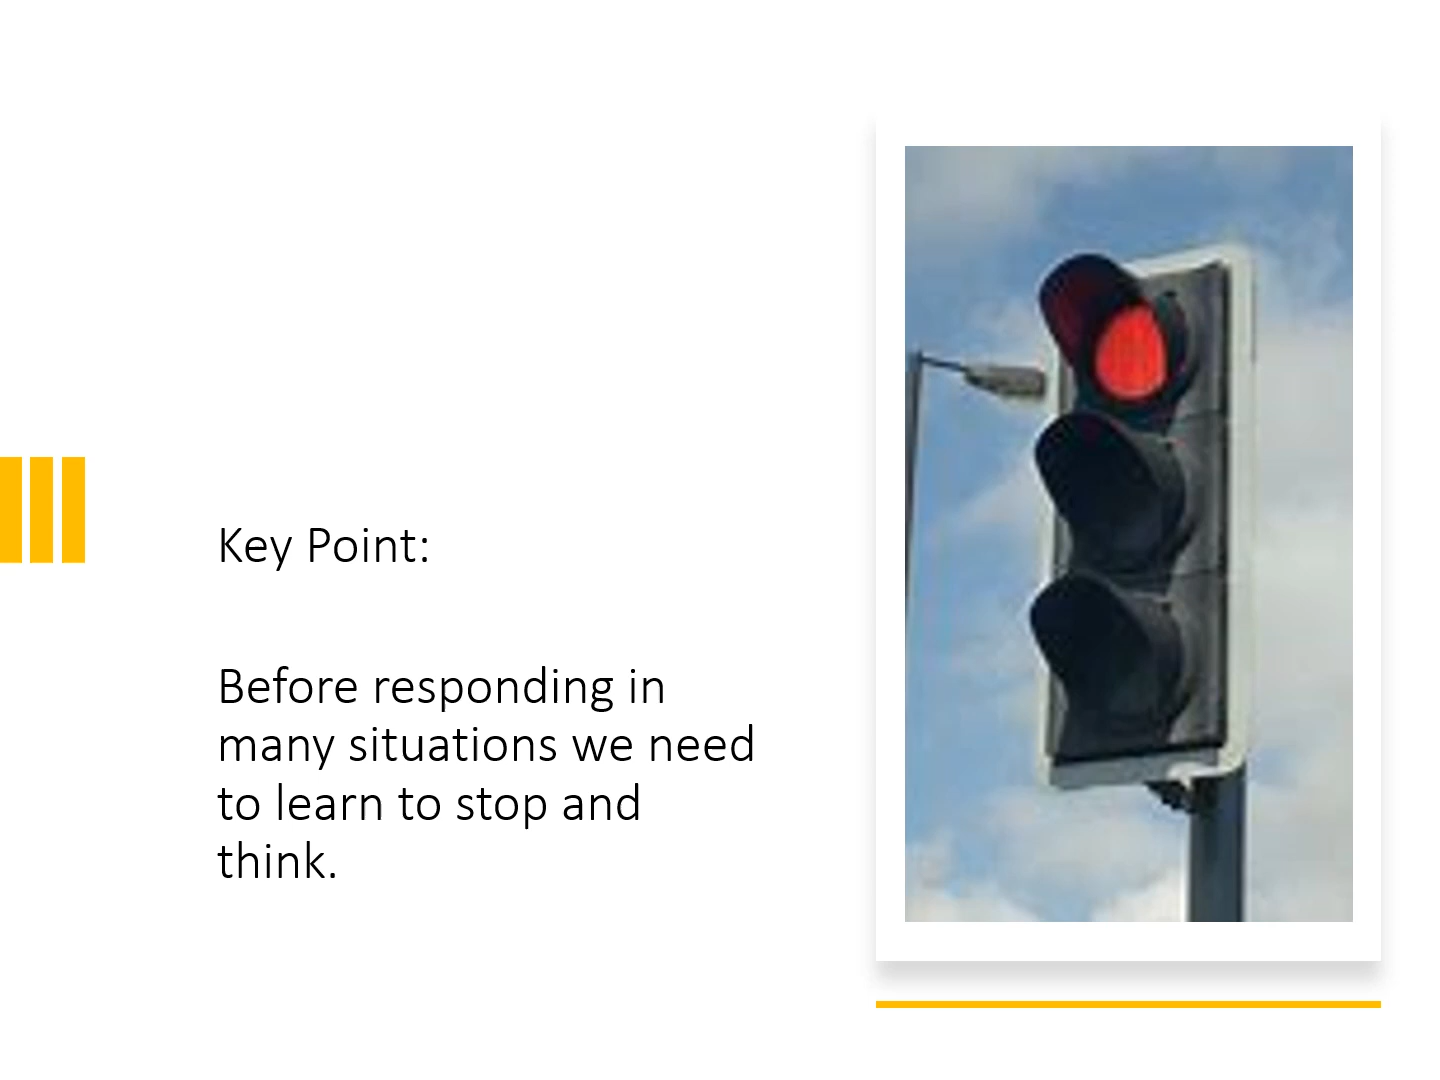 Key Point:
Before responding in
many situations we need
to learn to stop and
think.